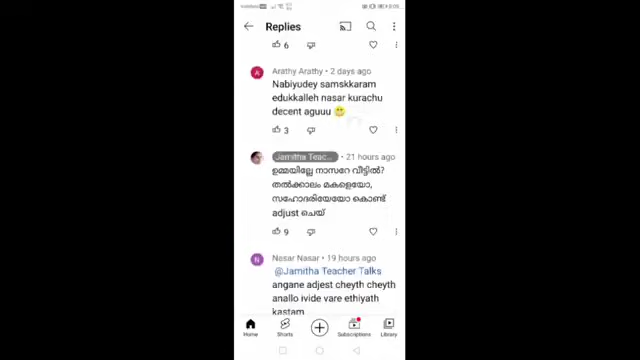 Replies
6
Arathy Arathy • 2 days ago
Nabiyudey samskkaram
edukkalleh nasar kurachu
decent aguuu 😁
3
Jamitha Teac... • 21 hours ago
ഉമ്മയില്ലേ നാസറേ വീട്ടിൽ?
തൽക്കാലം മകളെയോ,
സഹോദരിയേയോ കൊണ്ട്
adjust ചെയ്
9
Nasar Nasar • 19 hours ago
@Jamitha Teacher Talks
angane adjest cheyth cheyth
anallo ivide vare ethiyath
kastam
Home
Shorts
Subscriptions
Library